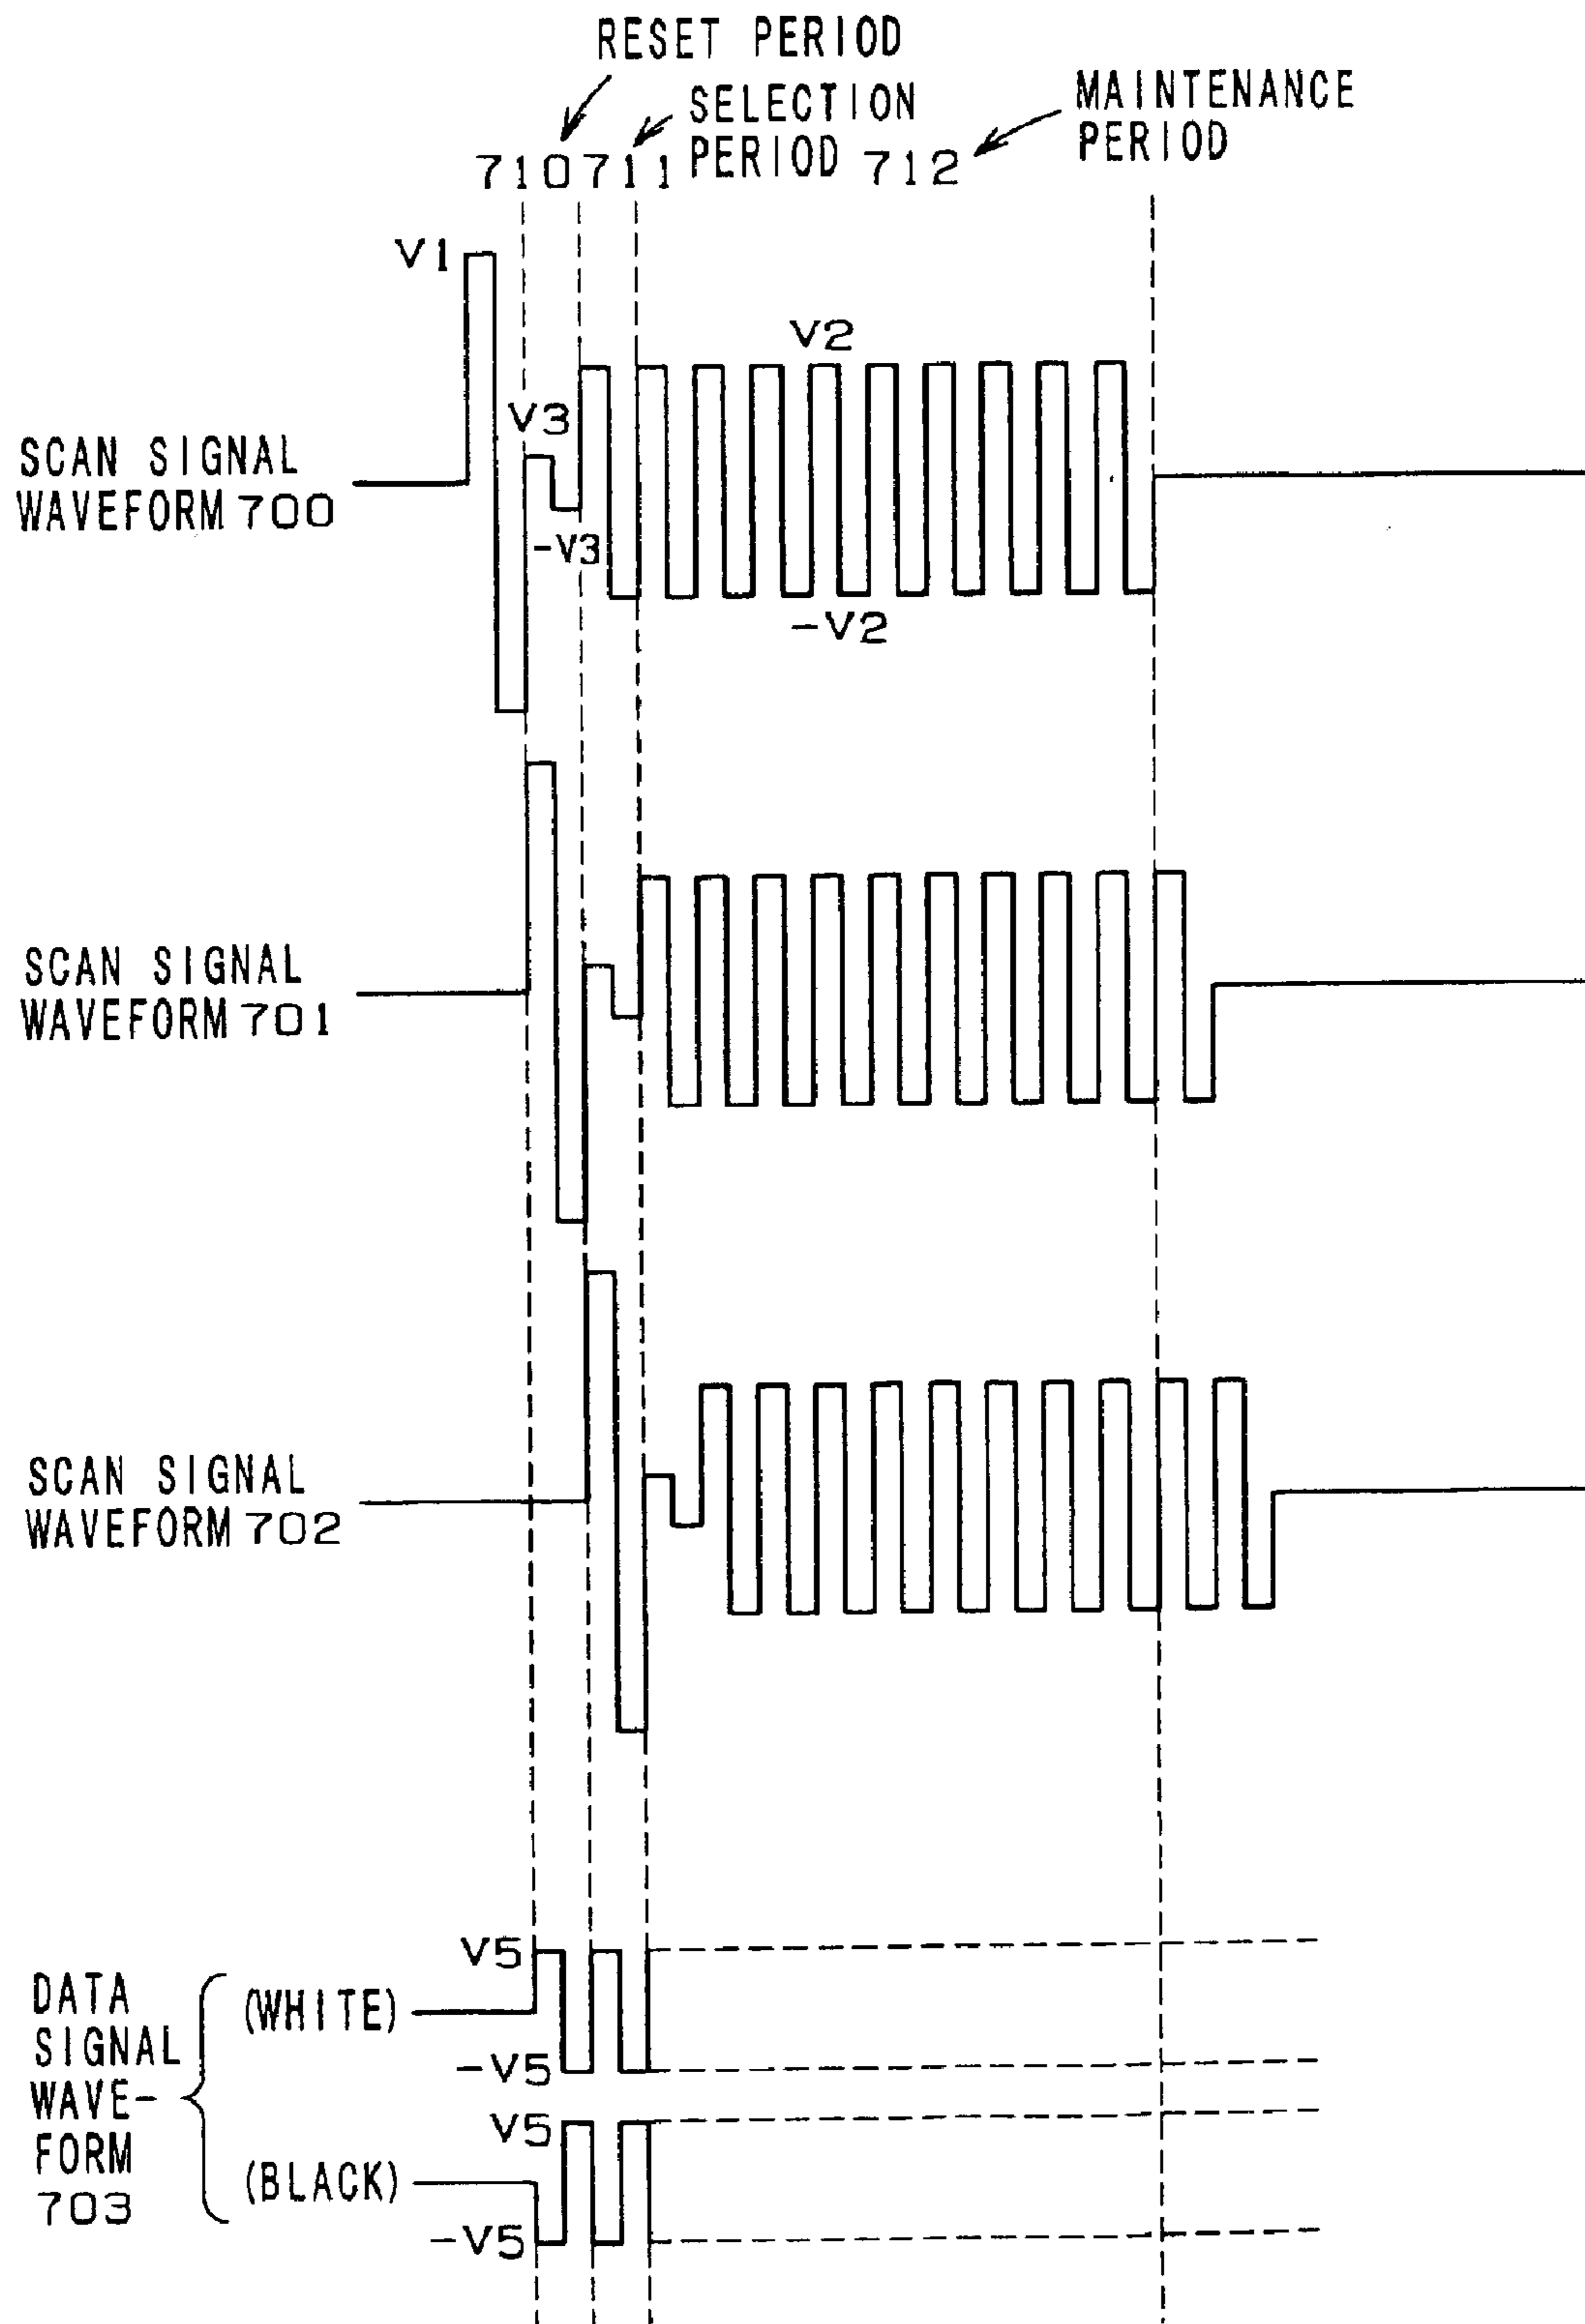 RESET PERIOD
SELECTION
PERIOD
MAINTENANCE
PERIOD
710 711 712
V1
V2
V3
SCAN SIGNAL
WAVEFORM 700
-V3
-V2
SCAN SIGNAL
WAVEFORM 701
SCAN SIGNAL
WAVEFORM 702
V5
DATA
SIGNAL
WAVE-
FORM
703
(WHITE)
-V5
V5
(BLACK)
-V5